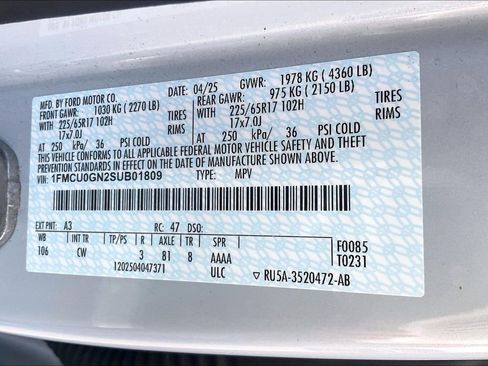 MFD. BY FORD MOTOR CO.
04/25 GVWR: 1978 KG ( 4360 LB)
FRONT GAWR: 1030 KG ( 2270 LB) REAR GAWR: 975 KG ( 2150 LB)
WITH 225/65R17 102H TIRES WITH 225/65R17 102H TIRES
17x7.0J RIMS 17x7.0J RIMS
AT 250 kPa/ 36 PSI COLD AT 250 kPa/ 36 PSI COLD
THIS VEHICLE CONFORMS TO ALL APPLICABLE FEDERAL MOTOR VEHICLE SAFETY AND
THEFT PREVENTION STANDARDS IN EFFECT ON THE DATE OF MANUFACTURE SHOWN ABOVE.
VIN: 1FMCU0GN2SUB01809 TYPE: MPV
EXT PNT: A3 RC: 47 DSO:
WB INT TR TP/PS R AXLE TR SPR
106 CW 3 81 8 AAAA
F0085
T0231
120250404737​1 ULC RU5A-3520472-AB